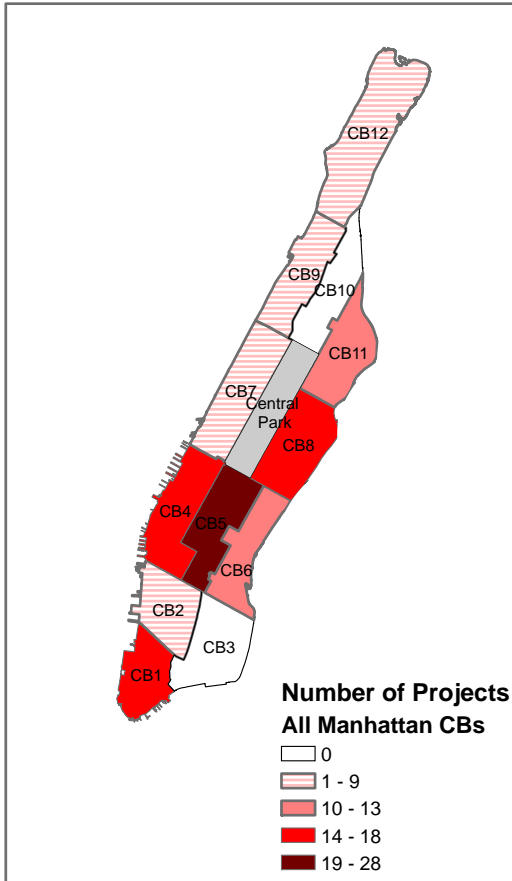 CB12
CB9
CB10
CB11
CB7
Central
Park
CB8
CB4
CB5
CB6
CB2
CB3
CB1
Number of Projects
All Manhattan CBs
0
1 - 9
10 - 13
14 - 18
19 - 28